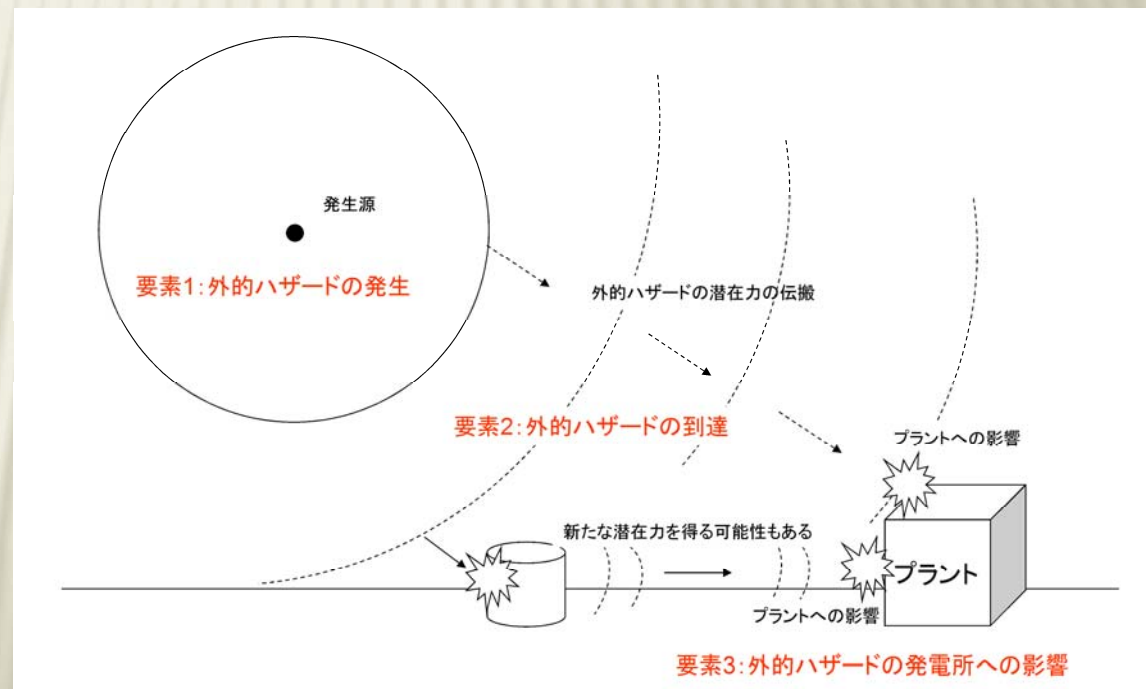 発生源
要素1：外的ハザードの発生
外的ハザードの潜在力の伝搬
要素2：外的ハザードの到達
プラントへの影響
新たな潜在力を得る可能性もある
プラント
プラントへの影響
要素3：外的ハザードの発電所への影響